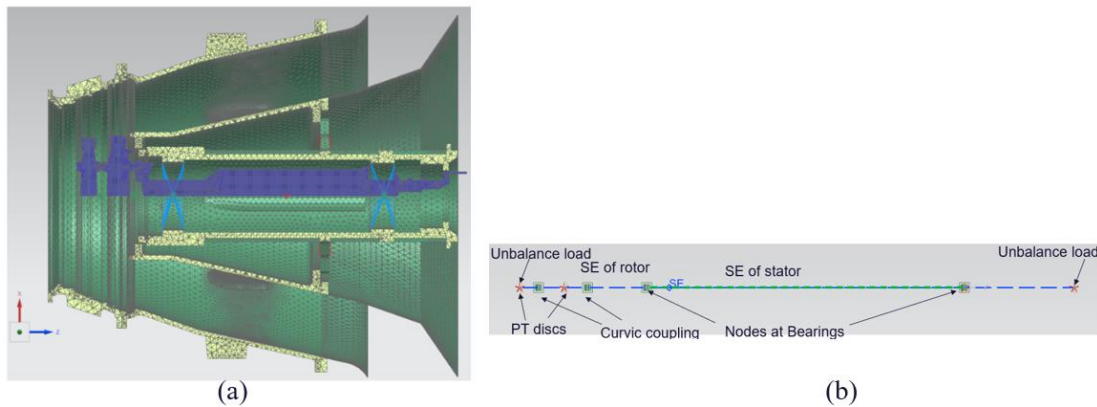 X
Z
(a)
Unbalance load
Unbalance load
SE of rotor
SE of stator
SE
PT discs
Curvic coupling
Nodes at Bearings
(b)